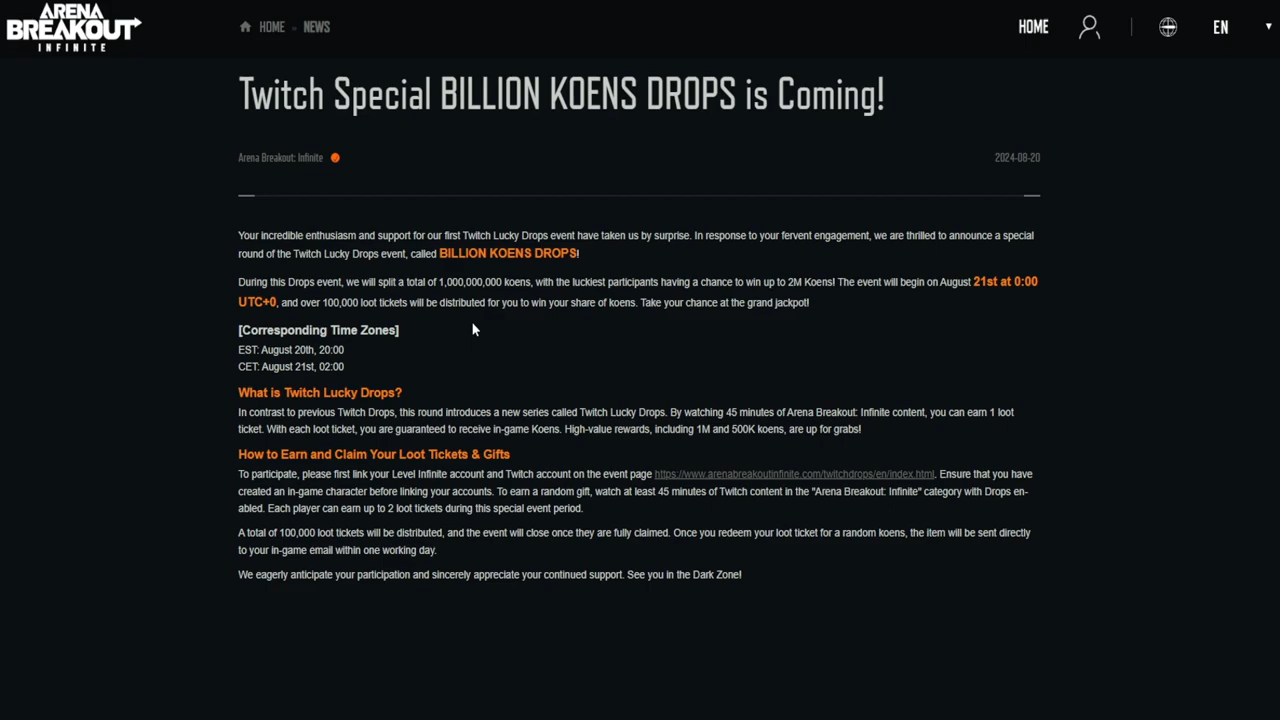 ARENA
BREAKOUT
INFINITE
HOME NEWS
HOME
EN
Twitch Special BILLION KOENS DROPS is Coming!
Arena Breakout: Infinite
2024-08-20
Your incredible enthusiasm and support for our first Twitch Lucky Drops event have taken us by surprise. In response to your fervent engagement, we are thrilled to announce a special
round of the Twitch Lucky Drops event, called BILLION KOENS DROPS!
During this Drops event, we will split a total of 1,000,000,000 koens, with the luckiest participants having a chance to win up to 2M Koens! The event will begin on August 21st at 0:00
UTC+0, and over 100,000 loot tickets will be distributed for you to win your share of koens. Take your chance at the grand jackpot!
[Corresponding Time Zones]
EST: August 20th, 20:00
CET: August 21st, 02:00
What is Twitch Lucky Drops?
In contrast to previous Twitch Drops, this round introduces a new series called Twitch Lucky Drops. By watching 45 minutes of Arena Breakout: Infinite content, you can earn 1 loot
ticket. With each loot ticket, you are guaranteed to receive in-game Koens. High-value rewards, including 1M and 500K koens, are up for grabs!
How to Earn and Claim Your Loot Tickets & Gifts
To participate, please first link your Level Infinite account and Twitch account on the event page https://www.arenabreakoutinfinite.com/twitchdrops/en/index.html. Ensure that you have
created an in-game character before linking your accounts. To earn a random gift, watch at least 45 minutes of Twitch content in the "Arena Breakout: Infinite" category with Drops en-
abled. Each player can earn up to 2 loot tickets during this special event period.
A total of 100,000 loot tickets will be distributed, and the event will close once they are fully claimed. Once you redeem your loot ticket for a random koens, the item will be sent directly
to your in-game email within one working day.
We eagerly anticipate your participation and sincerely appreciate your continued support. See you in the Dark Zone!